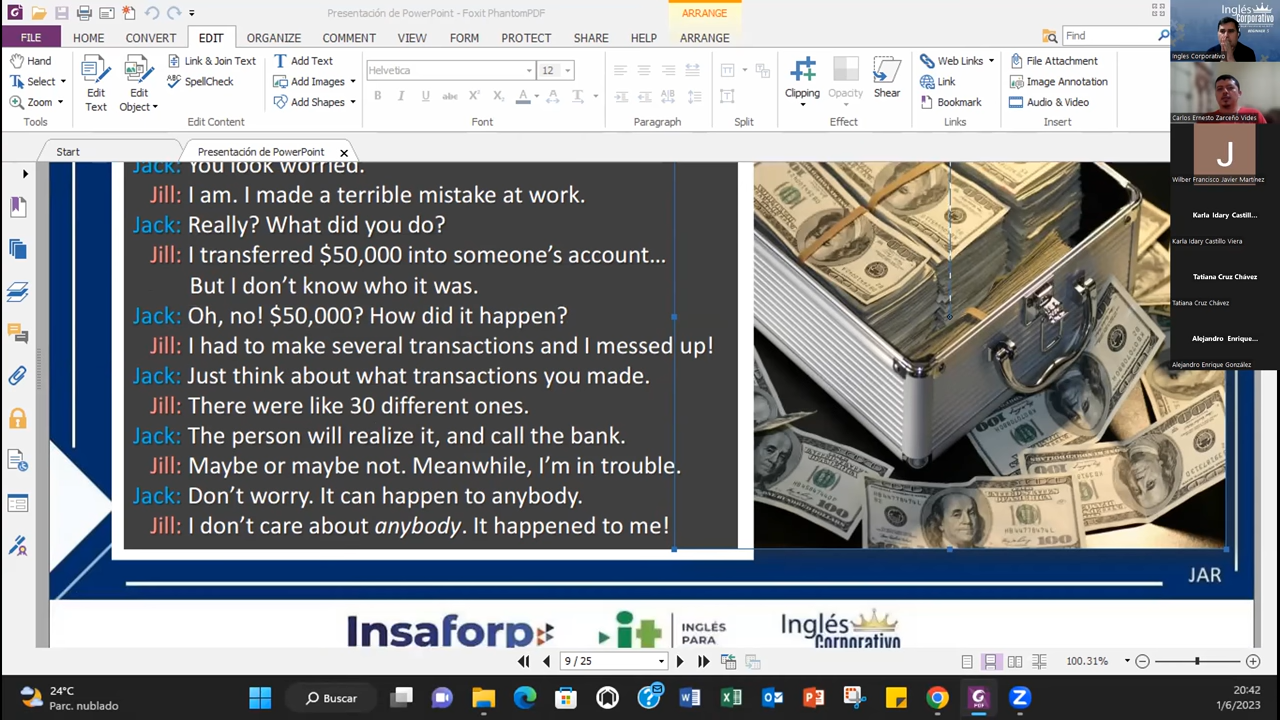 Presentación de PowerPoint - Foxit PhantomPDF
ARRANGE
FILE HOME CONVERT EDIT ORGANIZE COMMENT VIEW FORM PROTECT SHARE HELP ARRANGE
Find
Hand
Select
Zoom
Tools
Edit Text
Edit Object
Link & Join Text
SpellCheck
Edit Content
Add Text
Add Images
Add Shapes
Helvetica 12
Font
Paragraph
Split
Clipping
Opacity
Shear
Effect
Web Links
Link
Bookmark
Links
File Attachment
Image Annotation
Audio & Video
Insert
Start
Presentación de PowerPoint
Jack: You look worried.
Jill: I am. I made a terrible mistake at work.
Jack: Really? What did you do?
Jill: I transferred $50,000 into someone’s account…
But I don’t know who it was.
Jack: Oh, no! $50,000? How did it happen?
Jill: I had to make several transactions and I messed up!
Jack: Just think about what transactions you made.
Jill: There were like 30 different ones.
Jack: The person will realize it, and call the bank.
Jill: Maybe or maybe not. Meanwhile, I’m in trouble.
Jack: Don’t worry. It can happen to anybody.
Jill: I don’t care about anybody. It happened to me!
JAR
Insaforp
it
INGLÉS
PARA
Inglés
Corporativo
Inglés
Corporativo
Ingles Corporativo
Carlos Ernesto Zarceño Vides
J
Wilber Francisco Javier Martínez
Karla Idary Castill...
Karla Idary Castillo Viera
Tatiana Cruz Chávez
Tatiana Cruz Chávez
Alejandro Enrique...
Alejandro Enrique González
9 / 25
100.31%
24°C
Parc. nublado
Buscar
20:42
1/6/2023